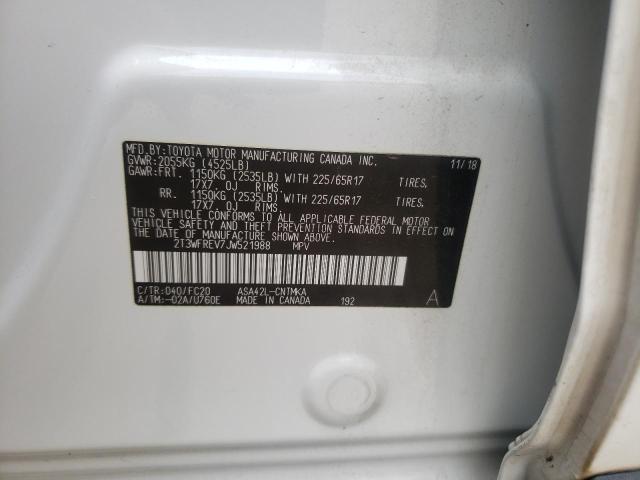 MFD.BY:TOYOTA MOTOR MANUFACTURING CANADA INC. 11/18
GVWR:2055KG (4525LB)
GAWR:FRT. 1150KG (2535LB) WITH 225/65R17 TIRES,
17X7. OJ RIMS.
RR. 1150KG (2535LB) WITH 225/65R17 TIRES,
17X7. OJ RIMS.
THIS VEHICLE CONFORMS TO ALL APPLICABLE FEDERAL MOTOR
VEHICLE SAFETY AND THEFT PREVENTION STANDARDS IN EFFECT ON
THE DATE OF MANUFACTURE SHOWN ABOVE.
2T3WFREV7JW521988 MPV
C/TR:040/FC20 ASA42L-CNTMKA
A/TM:-02A/U760E MADE IN CANADA 192 A